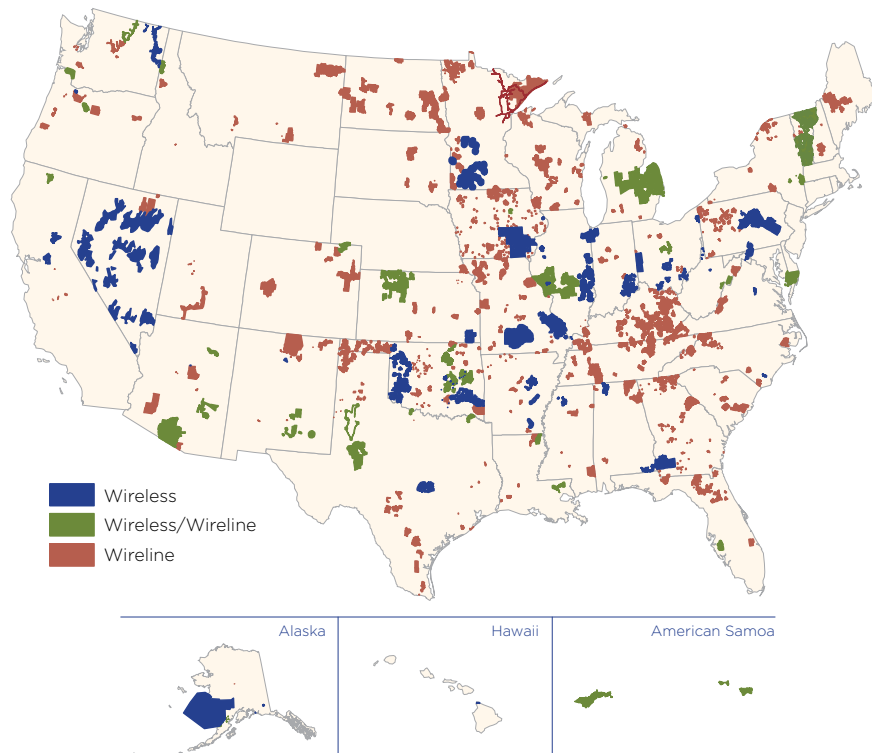 Wireless
Wireless/Wireline
Wireline
Alaska
Hawaii
American Samoa